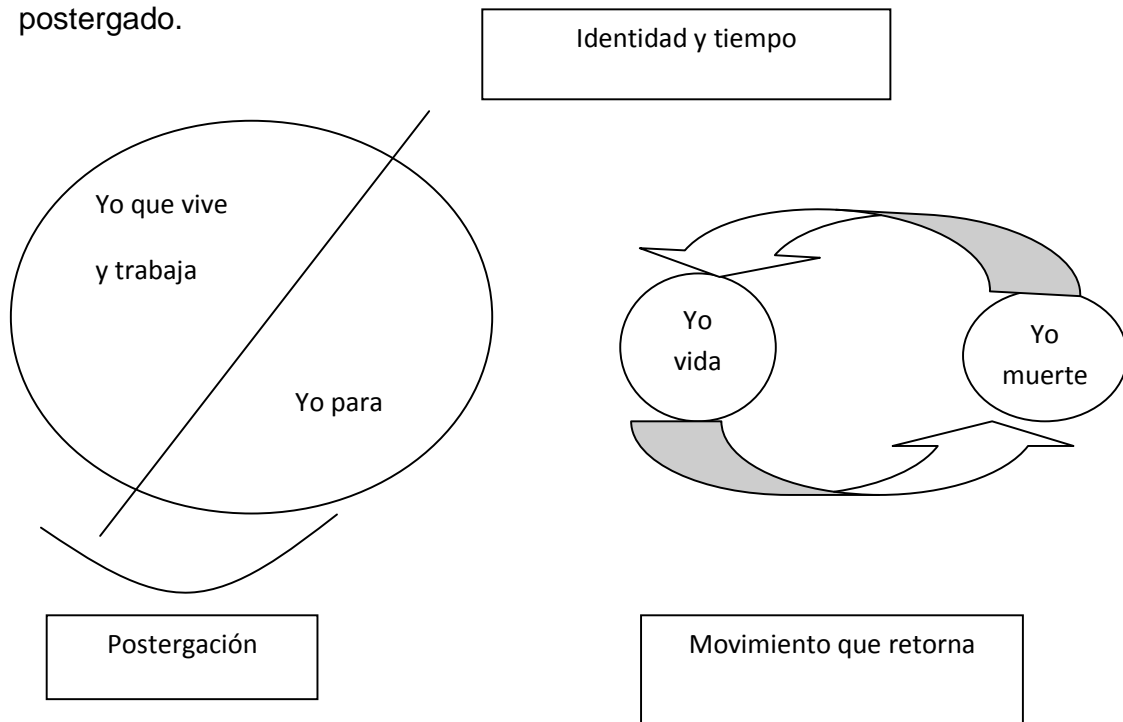 postergado.
Identidad y tiempo
Yo que vive
y trabaja
Yo para
Yo
vida
Yo
muerte
Postergación
Movimiento que retorna